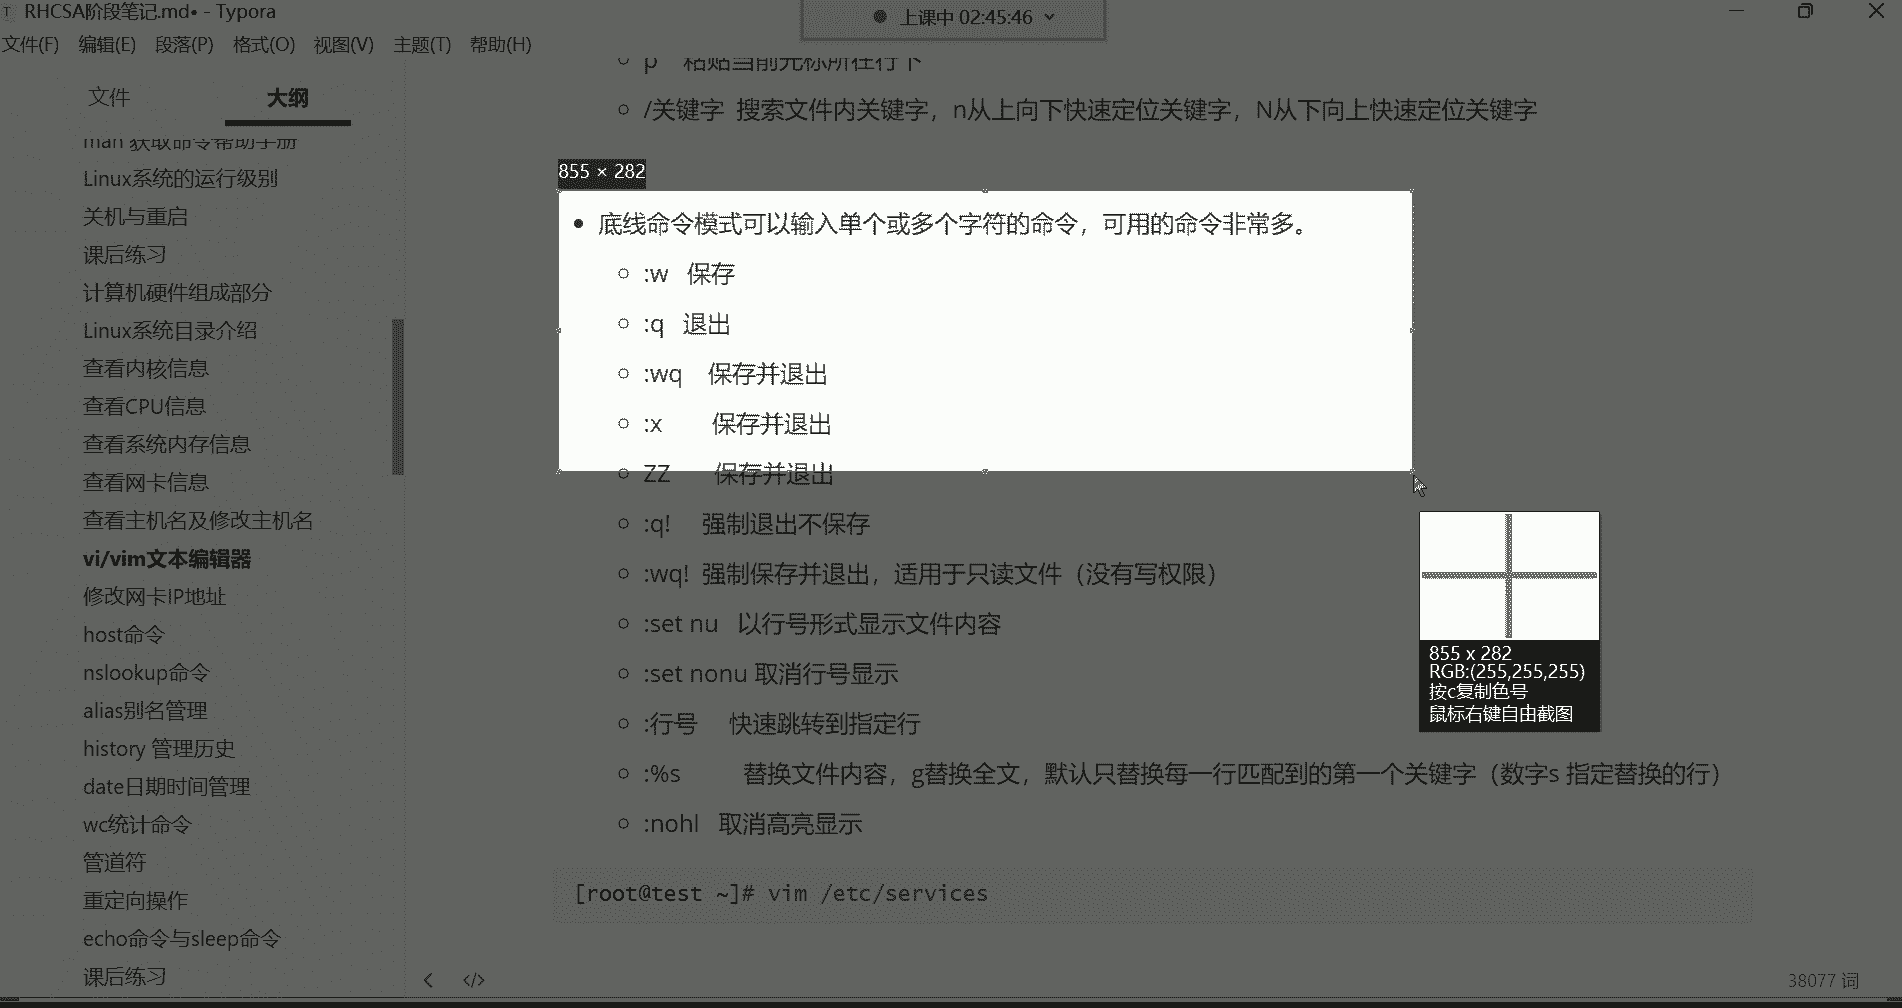 RHCSA阶段笔记.md• - Typora
上课中 02:45:46
文件(F) 编辑(E) 段落(P) 格式(O) 视图(V) 主题(T) 帮助(H)
文件 大纲
man 获取命令帮助手册
Linux系统的运行级别
关机与重启
课后练习
计算机硬件组成部分
Linux系统目录介绍
查看内核信息
查看CPU信息
查看系统内存信息
查看网卡信息
查看主机名及修改主机名
vi/vim文本编辑器
修改网卡IP地址
host命令
nslookup命令
alias别名管理
history 管理历史
date日期时间管理
wc统计命令
管道符
重定向操作
echo命令与sleep命令
课后练习
p 粘贴当前光标所在行下
/关键字 搜索文件内关键字，n从上向下快速定位关键字，N从下向上快速定位关键字
855 × 282
底线命令模式可以输入单个或多个字符的命令，可用的命令非常多。
:w 保存
:q 退出
:wq 保存并退出
:x 保存并退出
ZZ 保存并退出
:q! 强制退出不保存
:wq! 强制保存并退出，适用于只读文件（没有写权限）
:set nu 以行号形式显示文件内容
:set nonu 取消行号显示
:行号 快速跳转到指定行
:%s 替换文件内容，g替换全文，默认只替换每一行匹配到的第一个关键字（数字s 指定替换的行）
:nohl 取消高亮显示
[root@test ~]# vim /etc/services
855 x 282
RGB:(255,255,255)
按c复制色号
鼠标右键自由截图
38077 词